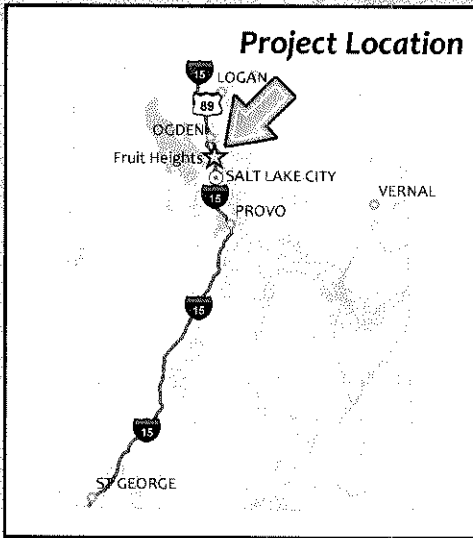 Project Location
15
LOGAN
89
OGDEN
Fruit Heights
SALT LAKE CITY
15
VERNAL
PROVO
15
15
ST GEORGE